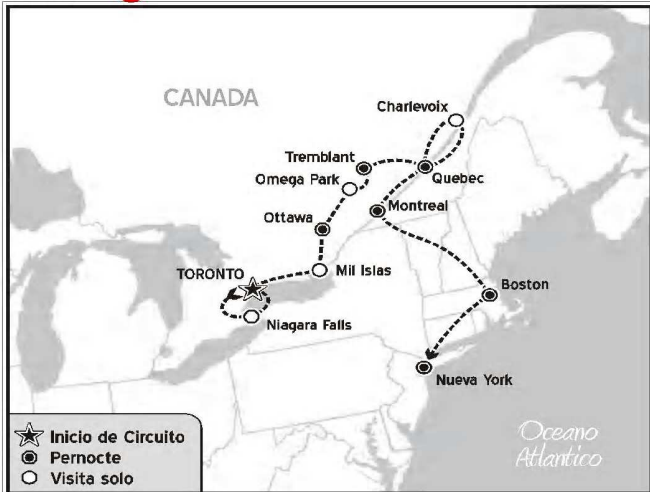 CANADA
Charlevoix
Tremblant
Omega Park
Quebec
Montreal
Ottawa
TORONTO
Mil Islas
Boston
Niagara Falls
Nueva York
Inicio de Circuito
Pernocte
Visita solo
Oceano
Atlantico